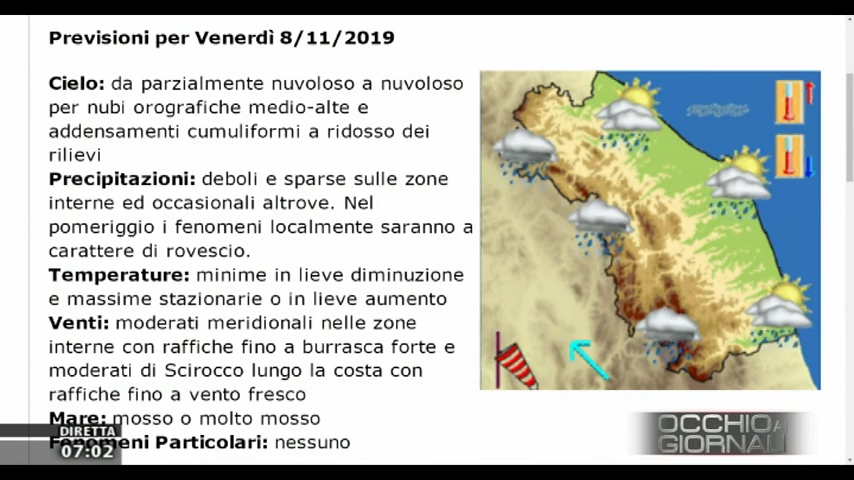 Previsioni per Venerdì 8/11/2019
Cielo: da parzialmente nuvoloso a nuvoloso
per nubi orografiche medio-alte e
addensamenti cumuliformi a ridosso dei
rilievi
Precipitazioni: deboli e sparse sulle zone
interne ed occasionali altrove. Nel
pomeriggio i fenomeni localmente saranno a
carattere di rovescio.
Temperature: minime in lieve diminuzione
e massime stazionarie o in lieve aumento
Venti: moderati meridionali nelle zone
interne con raffiche fino a burrasca forte e
moderati di Scirocco lungo la costa con
raffiche fino a vento fresco
Mare: mosso o molto mosso
Fenomeni Particolari: nessuno
DIRETTA
07:02
OCCHIO AI
GIORNALI